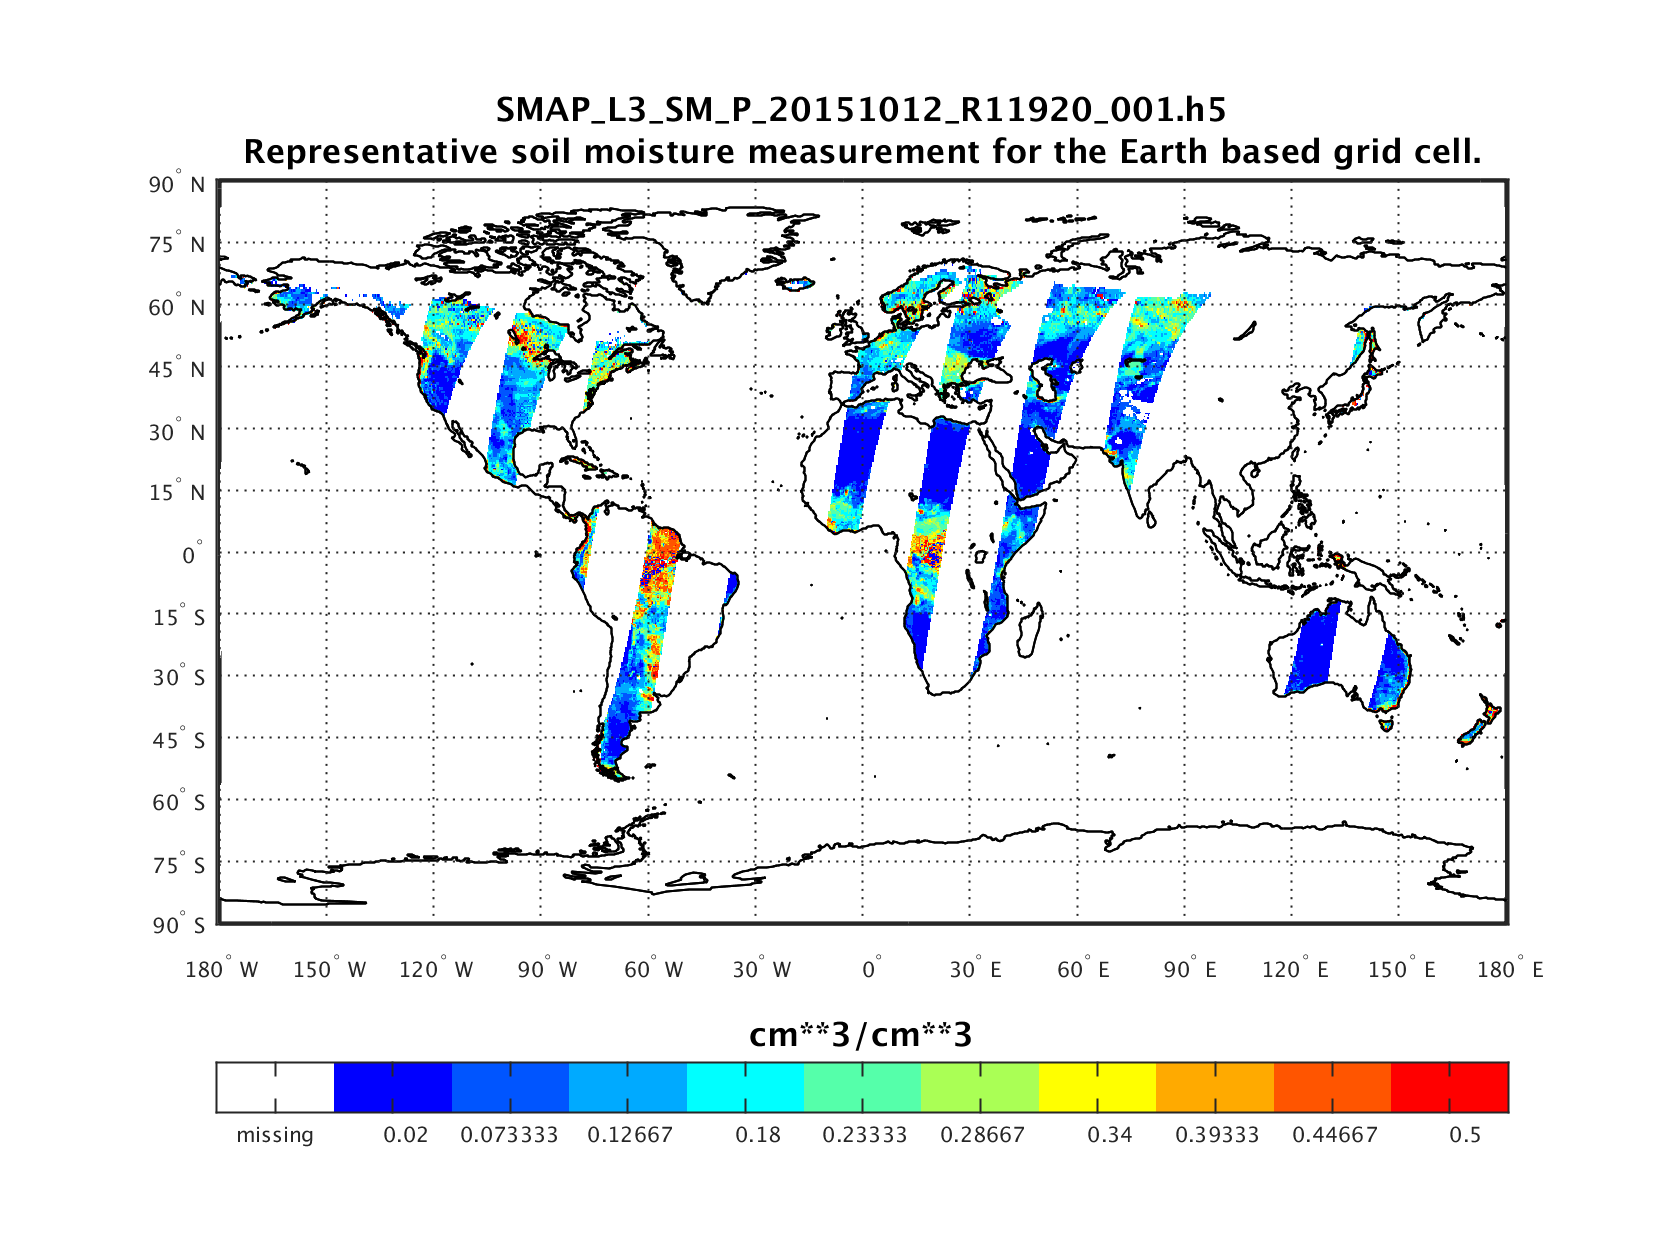 SMAP_L3_SM_P_20151012_R11920_001.h5
Representative soil moisture measurement for the Earth based grid cell.
90° N
75° N
60° N
45° N
30° N
15° N
0°
15° S
30° S
45° S
60° S
75° S
90° S
180° W 150° W 120° W 90° W 60° W 30° W 0° 30° E 60° E 90° E 120° E 150° E 180° E
cm**3/cm**3
missing 0.02 0.073333 0.12667 0.18 0.23333 0.28667 0.34 0.39333 0.44667 0.5